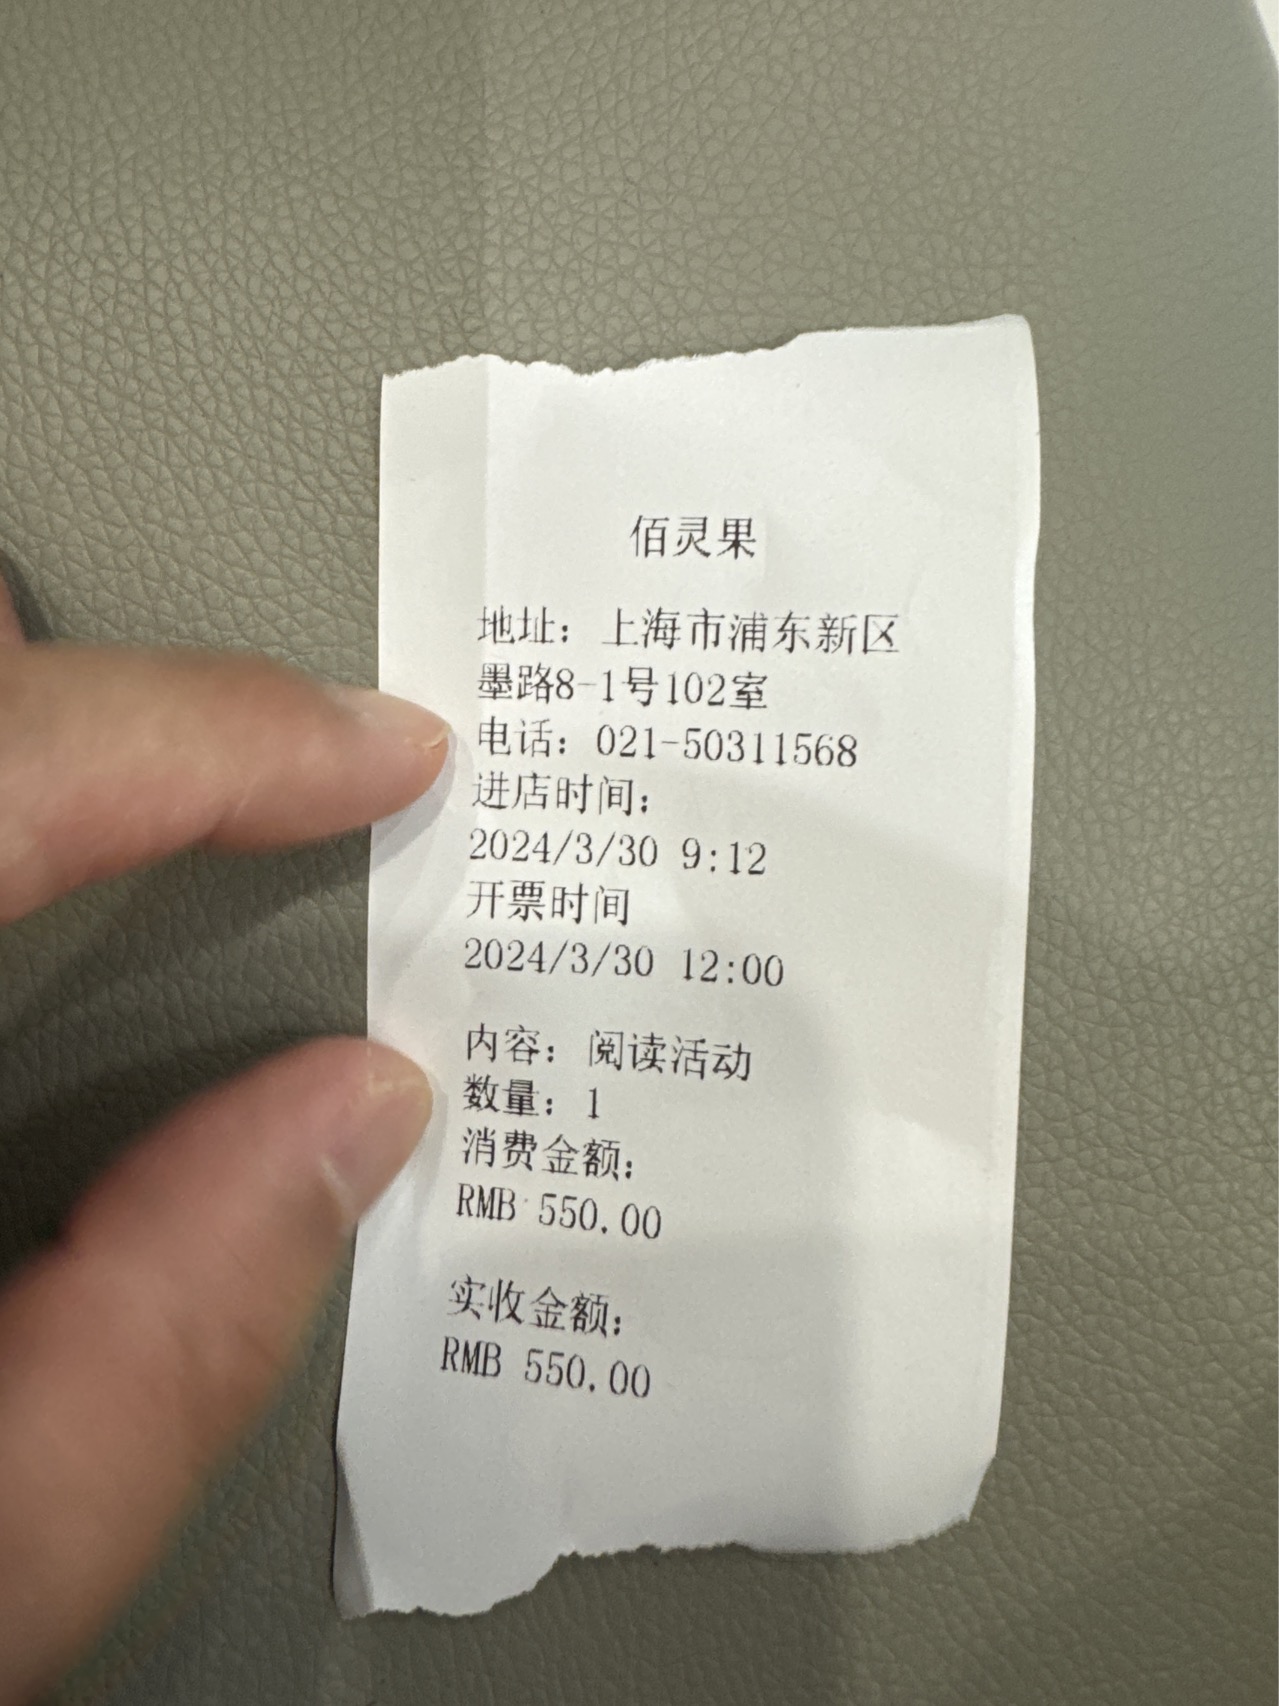 佰灵果
地址：上海市浦东新区
墨路8-1号102室
电话：021-50311568
进店时间：
2024/3/30 9:12
开票时间
2024/3/30 12:00
内容：阅读活动
数量：1
消费金额：
RMB 550.00
实收金额：
RMB 550.00